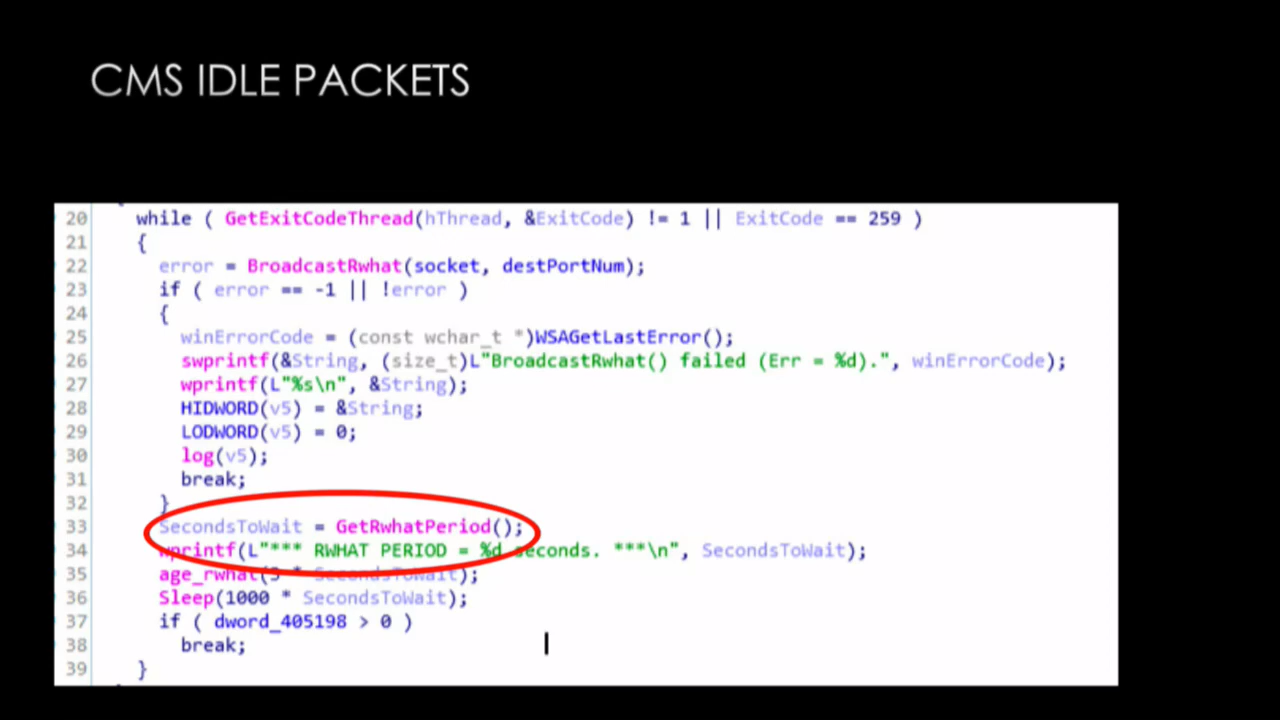 CMS IDLE PACKETS
20 while ( GetExitCodeThread(hThread, &ExitCode) != 1 || ExitCode == 259 )
21 {
22 error = BroadcastRwhat(socket, destPortNum);
23 if ( error == -1 || !error )
24 {
25 winErrorCode = (const wchar_t *)WSAGetLastError();
26 swprintf(&String, (size_t)L"BroadcastRwhat() failed (Err = %d).", winErrorCode);
27 wprintf(L"%s\n", &String);
28 HIDWORD(v5) = &String;
29 LODWORD(v5) = 0;
30 log(v5);
31 break;
32 }
33 SecondsToWait = GetRwhatPeriod();
34 wprintf(L"*** RWHAT PERIOD = %d seconds. ***\n", SecondsToWait);
35 age_rwhat(3 * SecondsToWait);
36 Sleep(1000 * SecondsToWait);
37 if ( dword_405198 > 0 )
38 break;
39 }